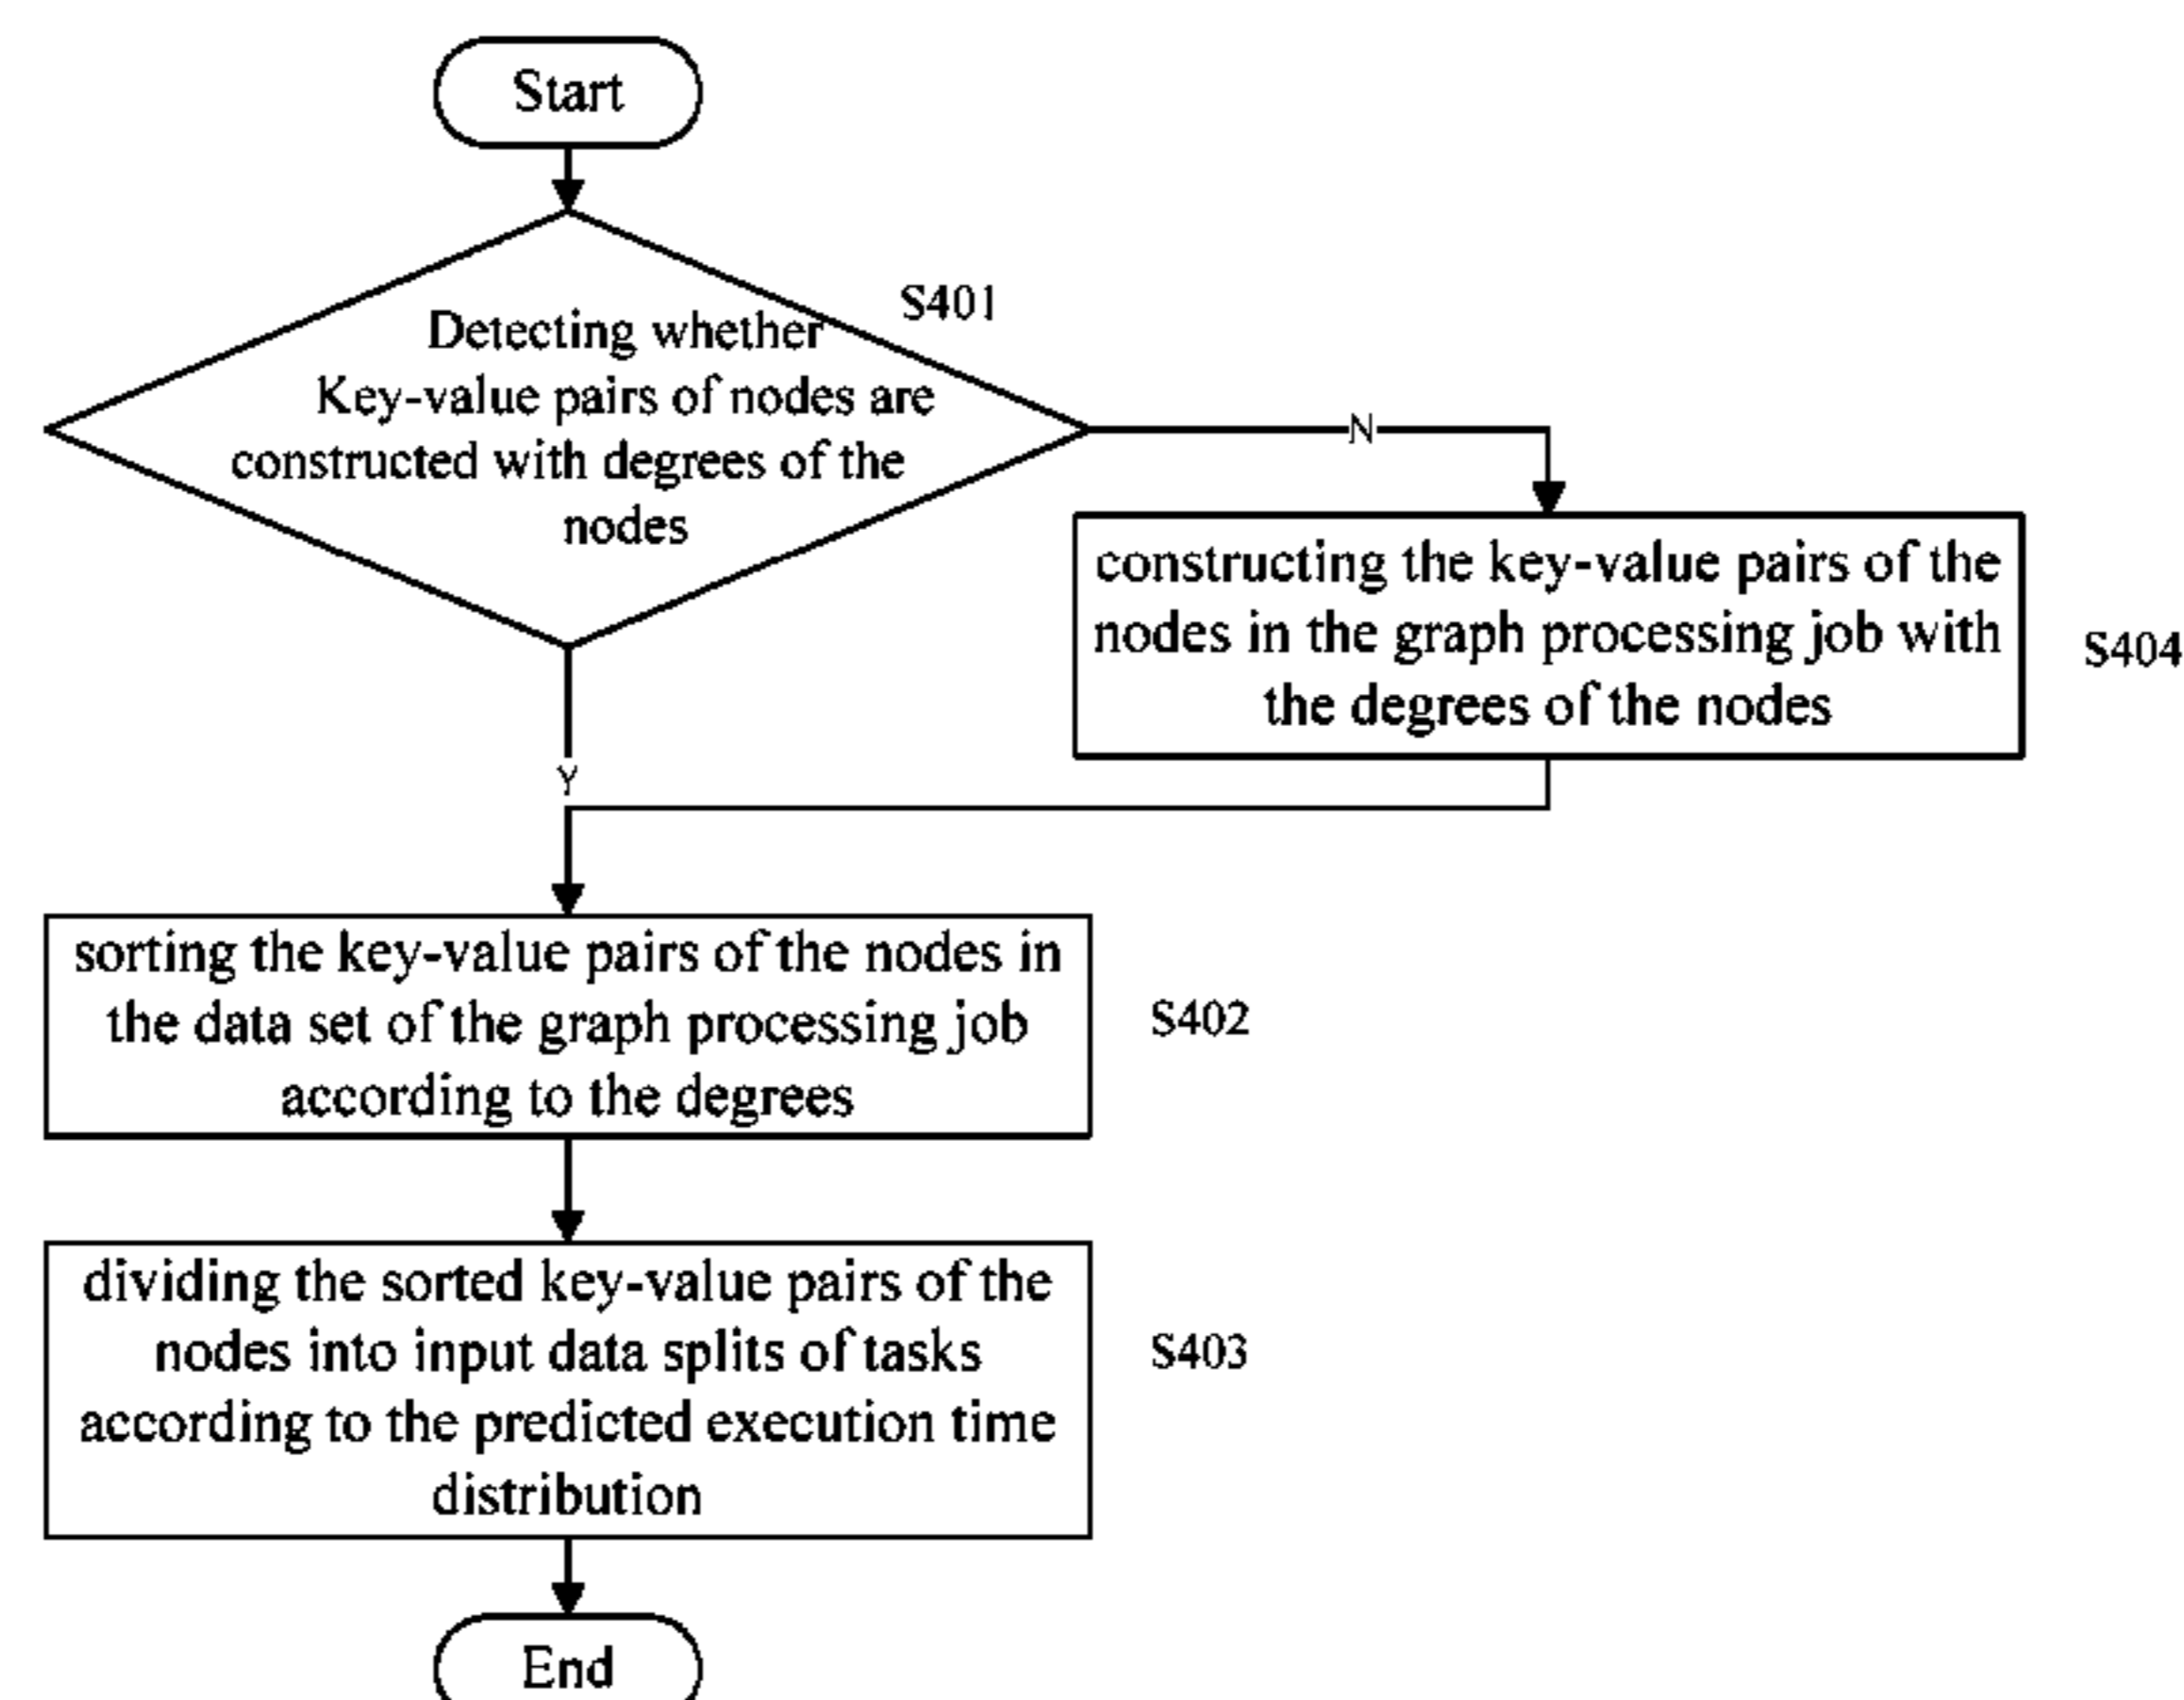 Start
S401
Detecting whether
Key-value pairs of nodes are
constructed with degrees of the
nodes
N
constructing the key-value pairs of the
nodes in the graph processing job with
the degrees of the nodes
S404
Y
sorting the key-value pairs of the nodes in
the data set of the graph processing job
according to the degrees
S402
dividing the sorted key-value pairs of the
nodes into input data splits of tasks
according to the predicted execution time
distribution
S403
End